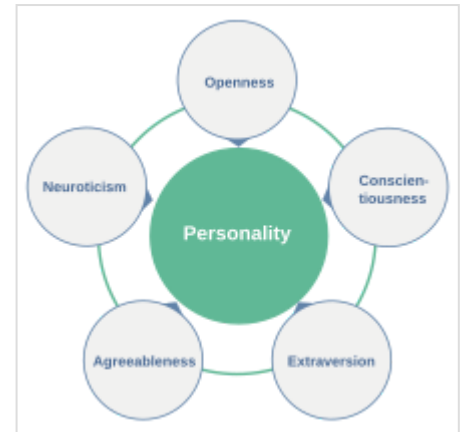 Openness
Neuroticism
Conscien-
tiousness
Personality
Agreeableness
Extraversion